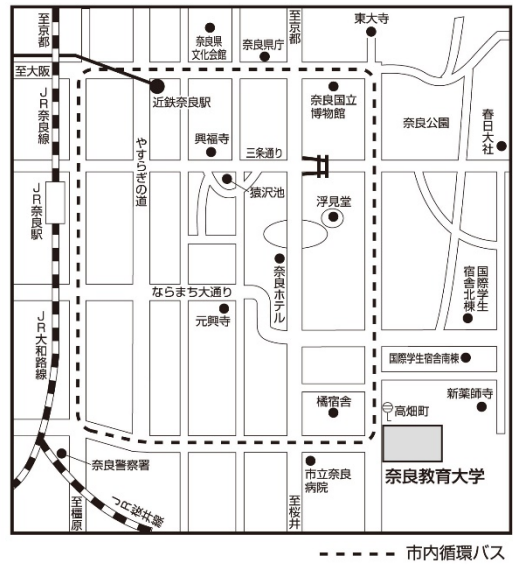 至京都
至京都
東大寺
奈良県
文化会館
奈良県庁
至大阪
近鉄奈良駅
奈良国立
博物館
JR奈良線
奈良公園
春日大社
やすらぎの道
興福寺
三条通り
猿沢池
浮見堂
JR奈良駅
奈良ホテル
国際学生
宿舎北棟
ならまち大通り
元興寺
JR大和路線
国際学生宿舎南棟
橘宿舎
高畑町
新薬師寺
奈良教育大学
奈良警察署
市立奈良
病院
至橿原
JR桜井線
至桜井
市内循環バス